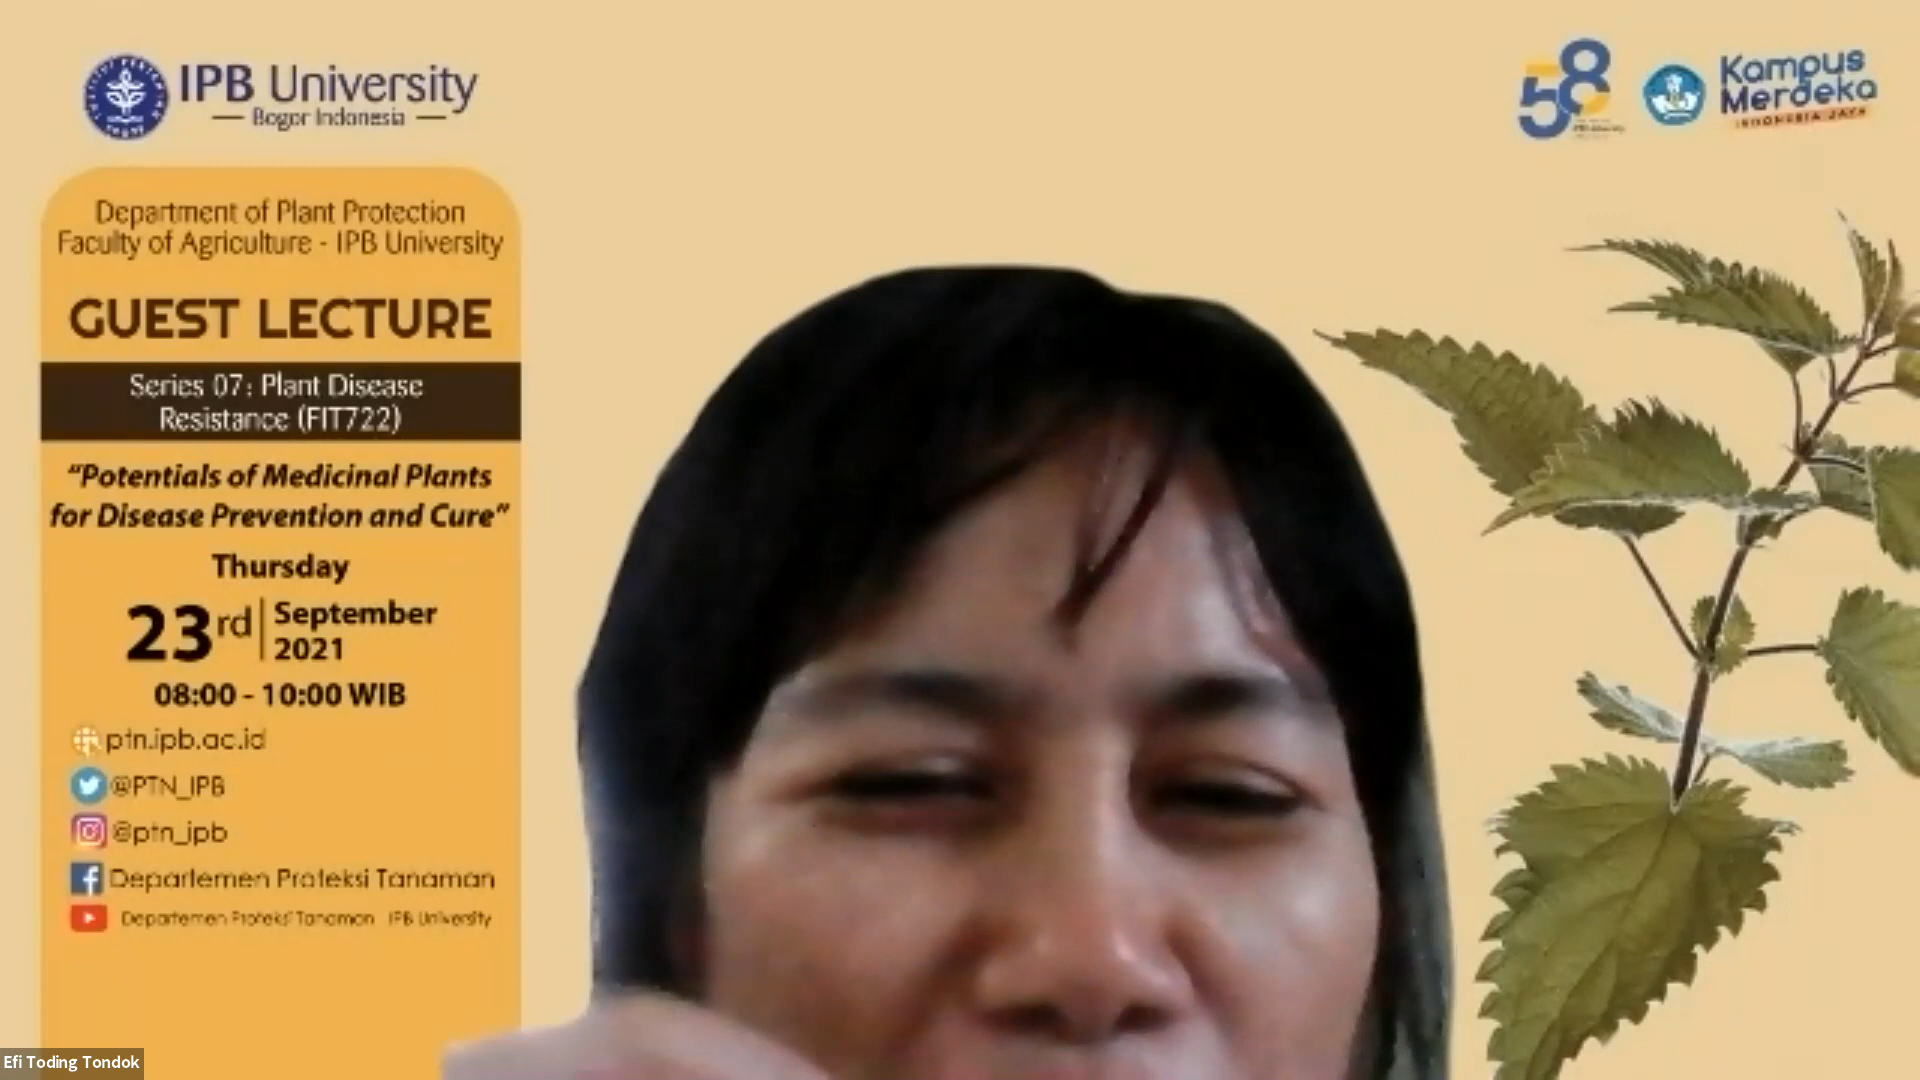 IPB University
Bogor Indonesia
58
Kampus
Merdeka
INDONESIA JAYA
Department of Plant Protection
Faculty of Agriculture - IPB University
GUEST LECTURE
Series 07: Plant Disease
Resistance (FIT722)
“Potentials of Medicinal Plants
for Disease Prevention and Cure”
Thursday
23rd September
2021
08:00 - 10:00 WIB
ptn.ipb.ac.id
@PTN_IPB
@ptn_ipb
Departemen Proteksi Tanaman
Departemen Proteksi Tanaman IPB University
Efi Toding Tondok